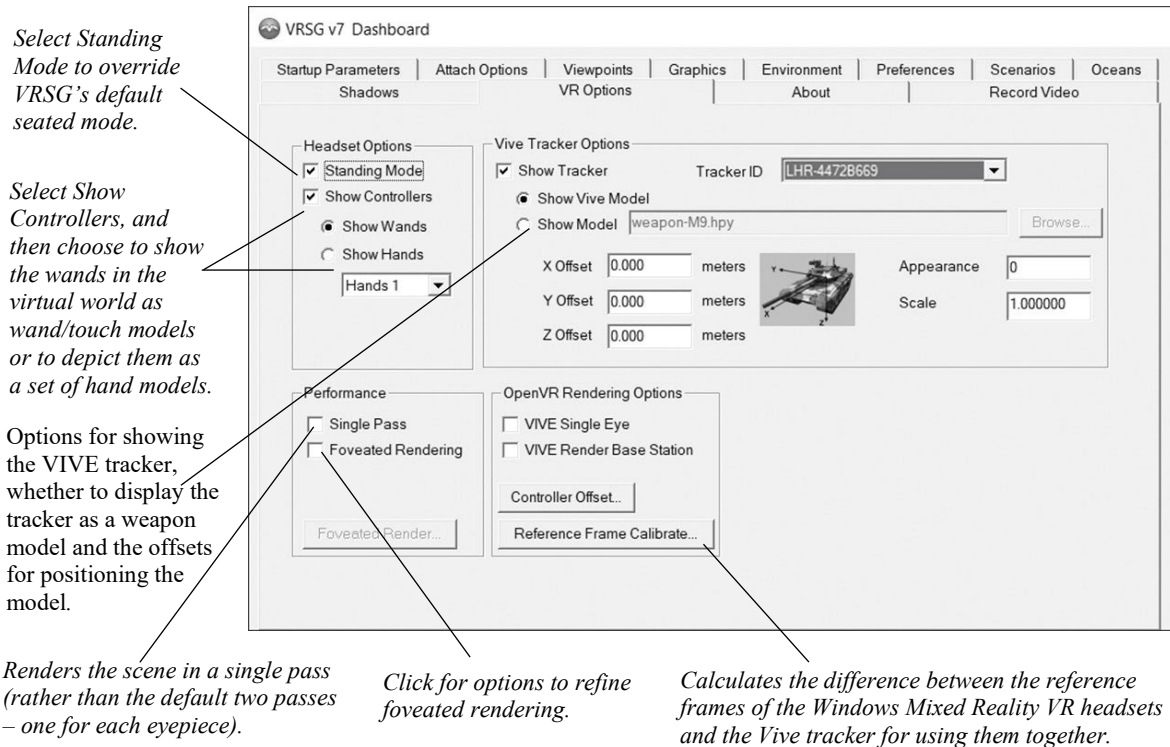 Select Standing
Mode to override
VRSG's default
seated mode.
Select Show
Controllers, and
then choose to show
the wands in the
virtual world as
wand/touch models
or to depict them as
a set of hand models.
Options for showing
the VIVE tracker,
whether to display the
tracker as a weapon
model and the offsets
for positioning the
model.
VRSG v7 Dashboard
Startup Parameters Attach Options Viewpoints Graphics Environment Preferences Scenarios Oceans
Shadows VR Options About Record Video
Headset Options
Standing Mode
Show Controllers
Show Wands
Show Hands
Hands 1
Vive Tracker Options
Show Tracker Tracker ID LHR-4472B669
Show Vive Model
Show Model weapon-M9.hpy Browse...
X Offset 0.000 meters Appearance 0
Y Offset 0.000 meters Scale 1.000000
Z Offset 0.000 meters
Y
X
Z
Performance
Single Pass
Foveated Rendering
Foveated Render...
OpenVR Rendering Options
VIVE Single Eye
VIVE Render Base Station
Controller Offset...
Reference Frame Calibrate...
Renders the scene in a single pass
(rather than the default two passes
– one for each eyepiece).
Click for options to refine
foveated rendering.
Calculates the difference between the reference
frames of the Windows Mixed Reality VR headsets
and the Vive tracker for using them together.